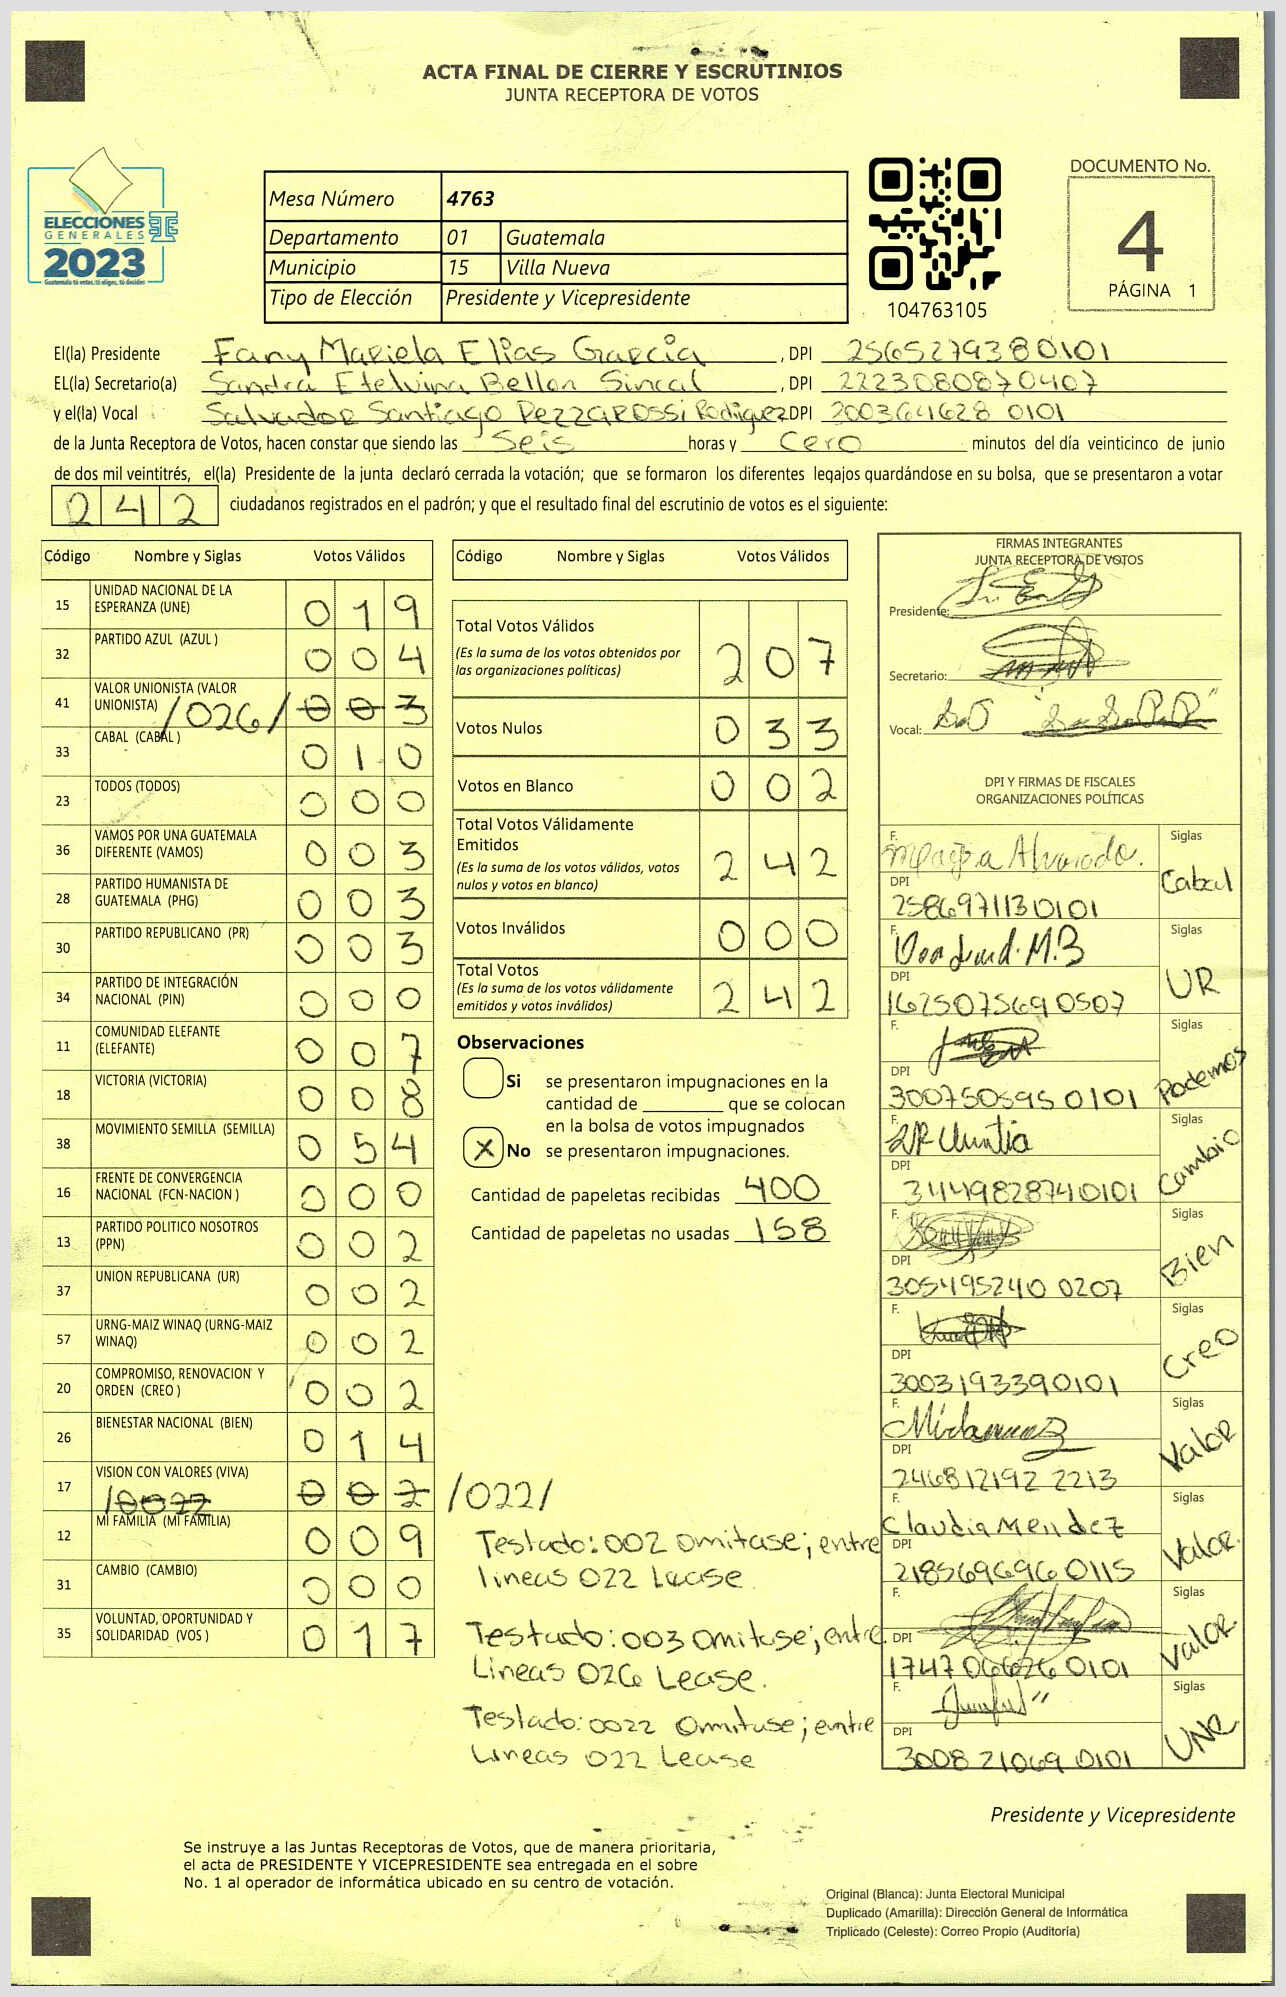 ACTA FINAL DE CIERRE Y ESCRUTINIOS
JUNTA RECEPTORA DE VOTOS
ELECCIONES
GENERALES
2023
Guatemala tú votas, tú eliges, tú decides
Mesa Número 4763
Departamento 01 Guatemala
Municipio 15 Villa Nueva
Tipo de Elección Presidente y Vicepresidente
104763105
DOCUMENTO No.
4
PÁGINA 1
El(la) Presidente Fany Mariela Elias García , DPI 2565279380101
EL(la) Secretario(a) Sandra Etelvina Bellon Sincal , DPI 2223080870407
y el(la) Vocal Salvador Santiago Pezzarossi Rodriguez DPI 200364628 0101
de la Junta Receptora de Votos, hacen constar que siendo las Seis horas y Cero minutos del día veinticinco de junio
de dos mil veintitrés, el(la) Presidente de la junta declaró cerrada la votación; que se formaron los diferentes legajos quardándose en su bolsa, que se presentaron a votar
242 ciudadanos registrados en el padrón; y que el resultado final del escrutinio de votos es el siguiente:
Código Nombre y Siglas Votos Válidos
15 UNIDAD NACIONAL DE LA ESPERANZA (UNE) 019
32 PARTIDO AZUL (AZUL ) 004
41 VALOR UNIONISTA (VALOR UNIONISTA) /026/ 003
33 CABAL (CABAL ) 010
23 TODOS (TODOS) 000
36 VAMOS POR UNA GUATEMALA DIFERENTE (VAMOS) 003
28 PARTIDO HUMANISTA DE GUATEMALA (PHG) 003
30 PARTIDO REPUBLICANO (PR) 003
34 PARTIDO DE INTEGRACIÓN NACIONAL (PIN) 000
11 COMUNIDAD ELEFANTE (ELEFANTE) 007
18 VICTORIA (VICTORIA) 008
38 MOVIMIENTO SEMILLA (SEMILLA) 054
16 FRENTE DE CONVERGENCIA NACIONAL (FCN-NACION ) 000
13 PARTIDO POLITICO NOSOTROS (PPN) 002
37 UNION REPUBLICANA (UR) 002
57 URNG-MAIZ WINAQ (URNG-MAIZ WINAQ) 002
20 COMPROMISO, RENOVACION Y ORDEN (CREO ) 002
26 BIENESTAR NACIONAL (BIEN) 014
17 VISION CON VALORES (VIVA) /0022 002 /022/
12 MI FAMILIA (MI FAMILIA) 009
31 CAMBIO (CAMBIO) 000
35 VOLUNTAD, OPORTUNIDAD Y SOLIDARIDAD (VOS ) 017
Código Nombre y Siglas Votos Válidos
Total Votos Válidos 207
(Es la suma de los votos obtenidos por
las organizaciones políticas)
Votos Nulos 033
Votos en Blanco 002
Total Votos Válidamente
Emitidos 242
(Es la suma de los votos válidos, votos
nulos y votos en blanco)
Votos Inválidos 000
Total Votos 242
(Es la suma de los votos válidamente
emitidos y votos inválidos)
Observaciones
Si se presentaron impugnaciones en la
cantidad de ________ que se colocan
en la bolsa de votos impugnados
X No se presentaron impugnaciones.
Cantidad de papeletas recibidas 400
Cantidad de papeletas no usadas 158
Testado: 002 omitase; entre
lineas 022 Lease.
Testado: 003 Omitase; entre
Lineas 026 Lease.
Testado: 0022 Omitase; entre
Lineas 022 Lease
FIRMAS INTEGRANTES
JUNTA RECEPTORA DE VOTOS
Presidente:
Secretario:
Vocal:
DPI Y FIRMAS DE FISCALES
ORGANIZACIONES POLÍTICAS
F. Alvarado. Siglas
DPI Cabal
2586971130101
F. M.B Siglas
DPI UR
1625075690507
F. Siglas
DPI Podemos
3007505950101
F. Siglas
DPI Cambio
3449828740101
F. Siglas
DPI Bien
305495240 0207
F. Siglas
DPI Creo
3003193390101
F. Siglas
DPI Valor
246812192 2213
F. Claudia Mendez Siglas
DPI Valor.
218569696 0115
F. Siglas
DPI Valor
1747066260101
F. Siglas
DPI UNE
3008 21069 0101
Presidente y Vicepresidente
Se instruye a las Juntas Receptoras de Votos, que de manera prioritaria,
el acta de PRESIDENTE Y VICEPRESIDENTE sea entregada en el sobre
No. 1 al operador de informática ubicado en su centro de votación.
Original (Blanca): Junta Electoral Municipal
Duplicado (Amarilla): Dirección General de Informática
Triplicado (Celeste): Correo Propio (Auditoría)